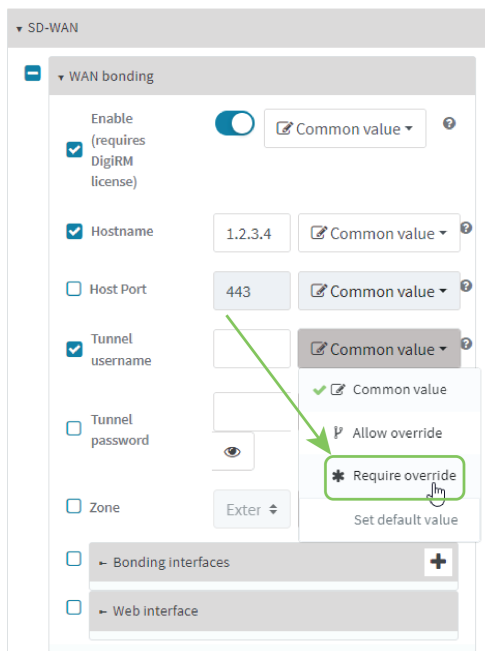 SD-WAN
WAN bonding
Enable
(requires
DigiRM
license)
Common value
Hostname
1.2.3.4
Common value
Host Port
443
Common value
Tunnel
username
Common value
Common value
Tunnel
password
Allow override
Require override
Zone
Exter
Set default value
Bonding interfaces
Web interface